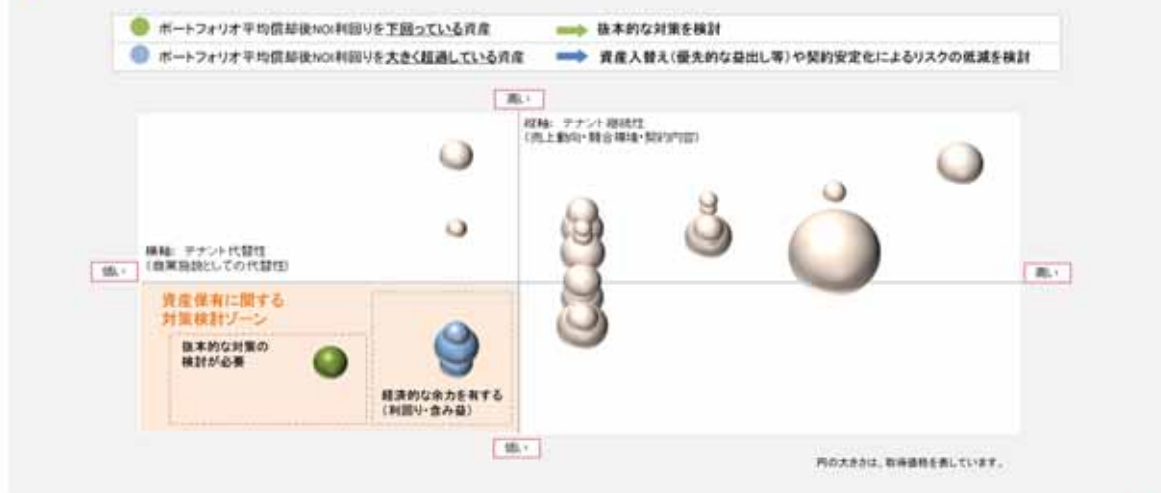 ポートフォリオ平均償却後NOI利回りを下回っている資産
抜本的な対策を検討
ポートフォリオ平均償却後NOI利回りを大きく超過している資産
資産入替え(優先的な益出し等)や契約安定化によるリスクの低減を検討
高い
縦軸: テナント継続性
(売上動向・競合環境・契約内容)
横軸: テナント代替性
(商業施設としての代替性)
低い
高い
資産保有に関する
対策検討ゾーン
抜本的な対策の
検討が必要
経済的な余力を有する
(利回り・含み益)
低い
円の大きさは、取得価格を表しています。